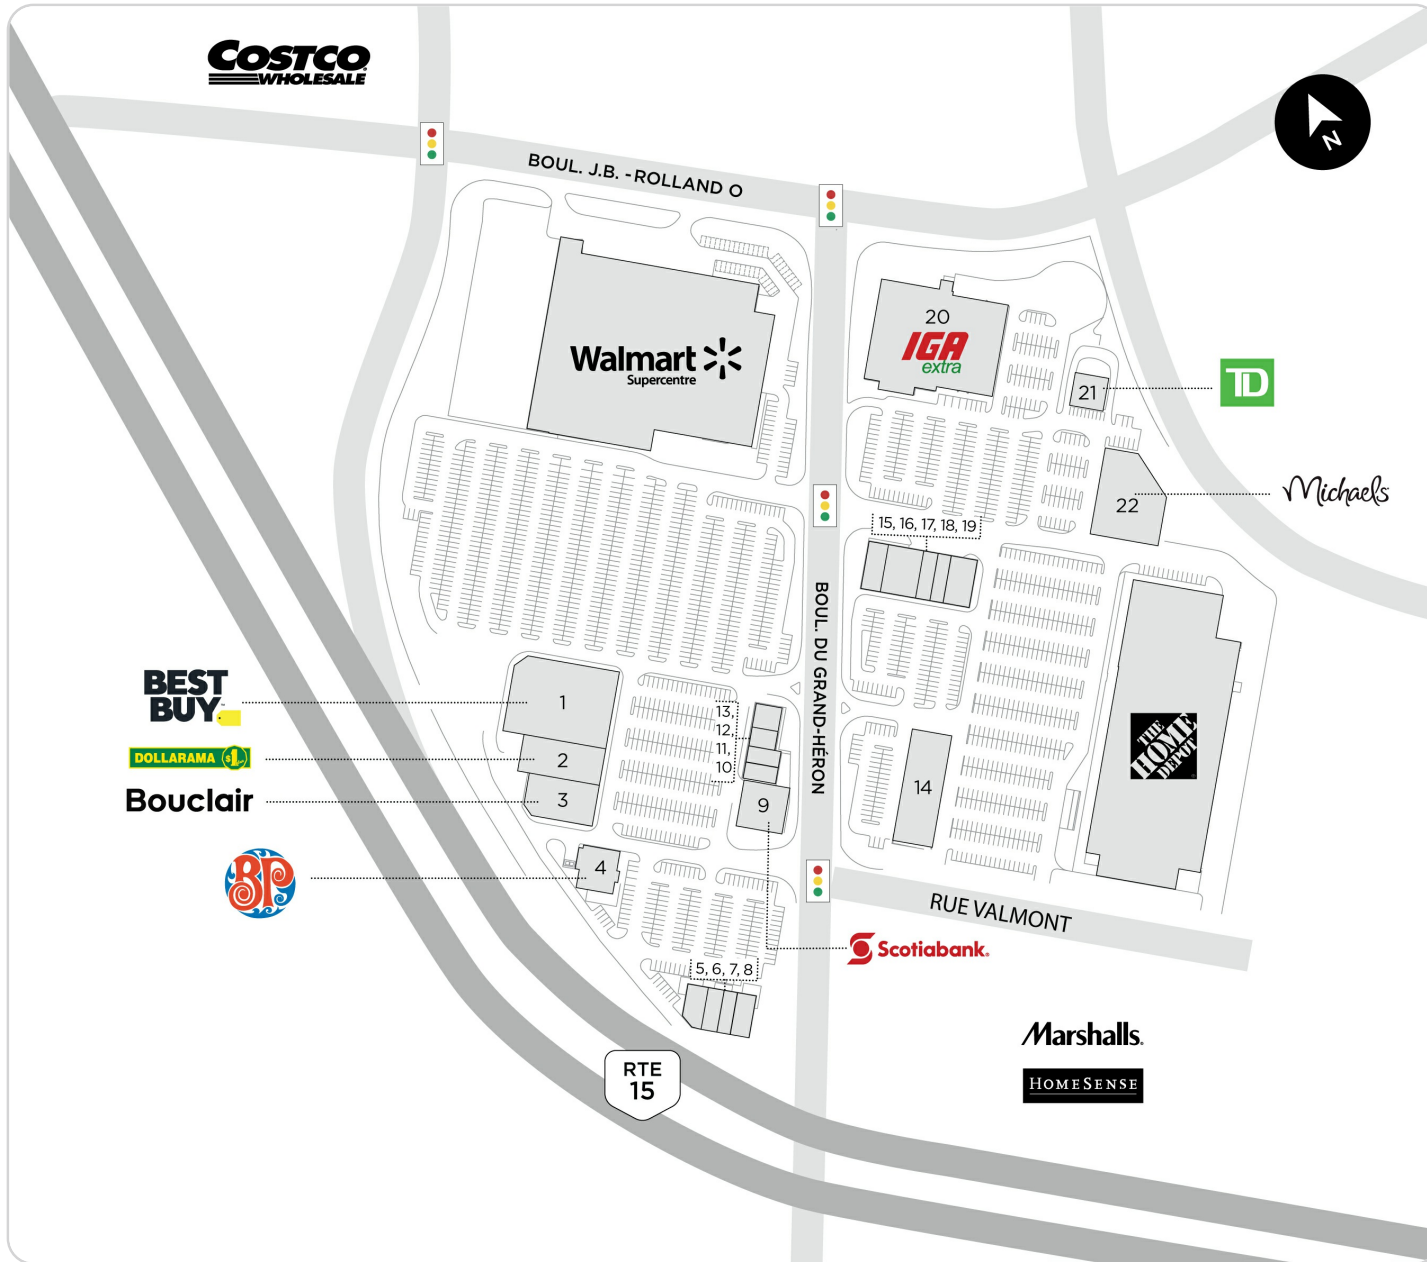 COSTCO
WHOLESALE
N
BOUL. J.B. -ROLLAND O
20
IGA
extra
Walmart
Supercentre
21
TD
Michaels
22
15, 16, 17, 18, 19
BOUL. DU GRAND-HÉRON
BEST
BUY
1
13,
12,
11,
10
THE
HOME
DEPOT
DOLLARAMA $1
2
Bouclair
3
9
14
BP
4
RUE VALMONT
Scotiabank.
5, 6, 7, 8
Marshalls.
HOMESENSE
RTE
15